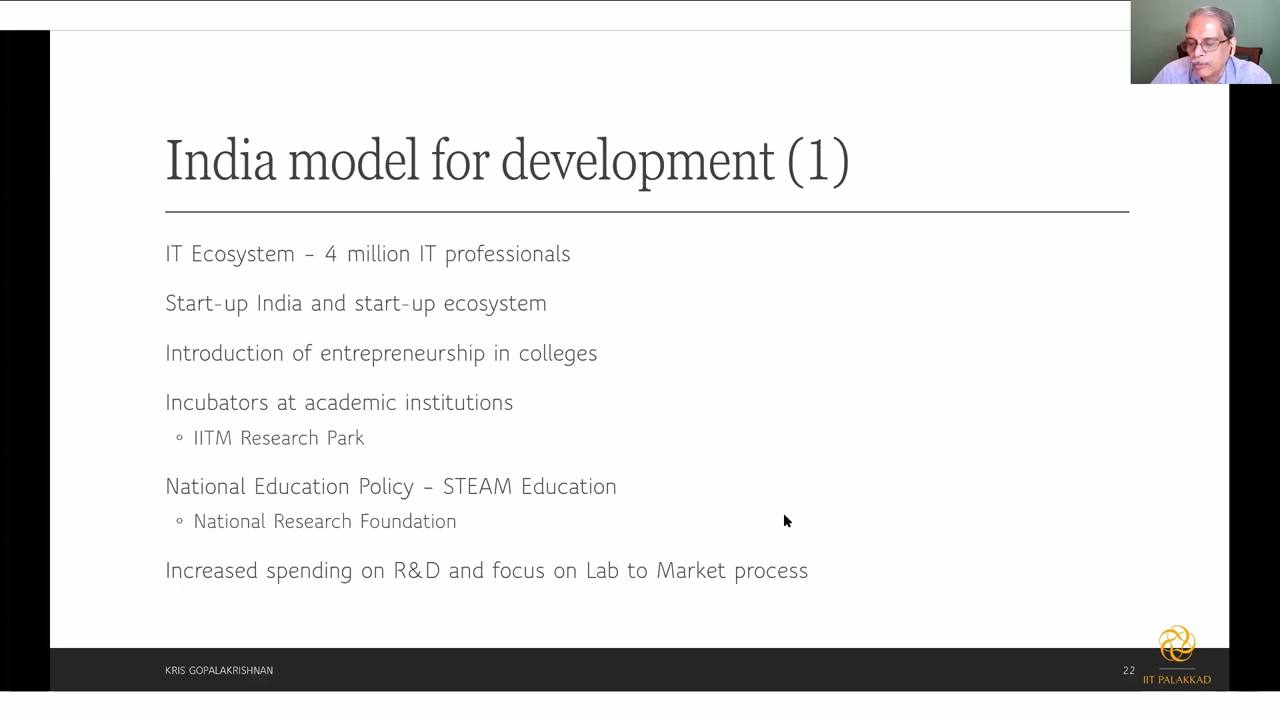 India model for development (1)
IT Ecosystem – 4 million IT professionals
Start-up India and start-up ecosystem
Introduction of entrepreneurship in colleges
Incubators at academic institutions
◦ IITM Research Park
National Education Policy – STEAM Education
◦ National Research Foundation
Increased spending on R&D and focus on Lab to Market process
KRIS GOPALAKRISHNAN
22
IIT PALAKKAD